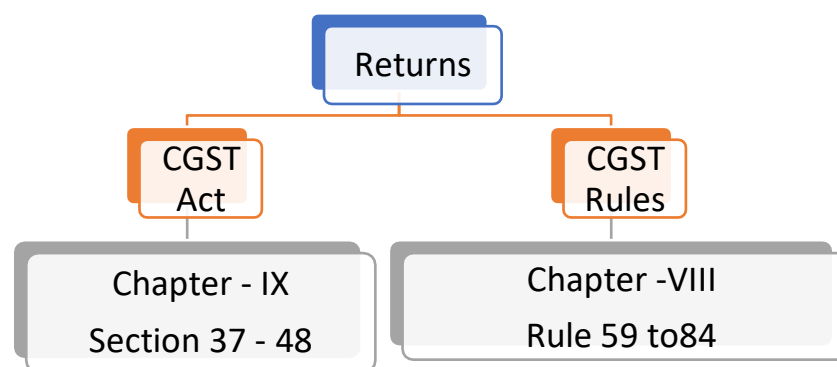 Returns
CGST
Act
CGST
Rules
Chapter - IX
Section 37 - 48
Chapter -VIII
Rule 59 to84